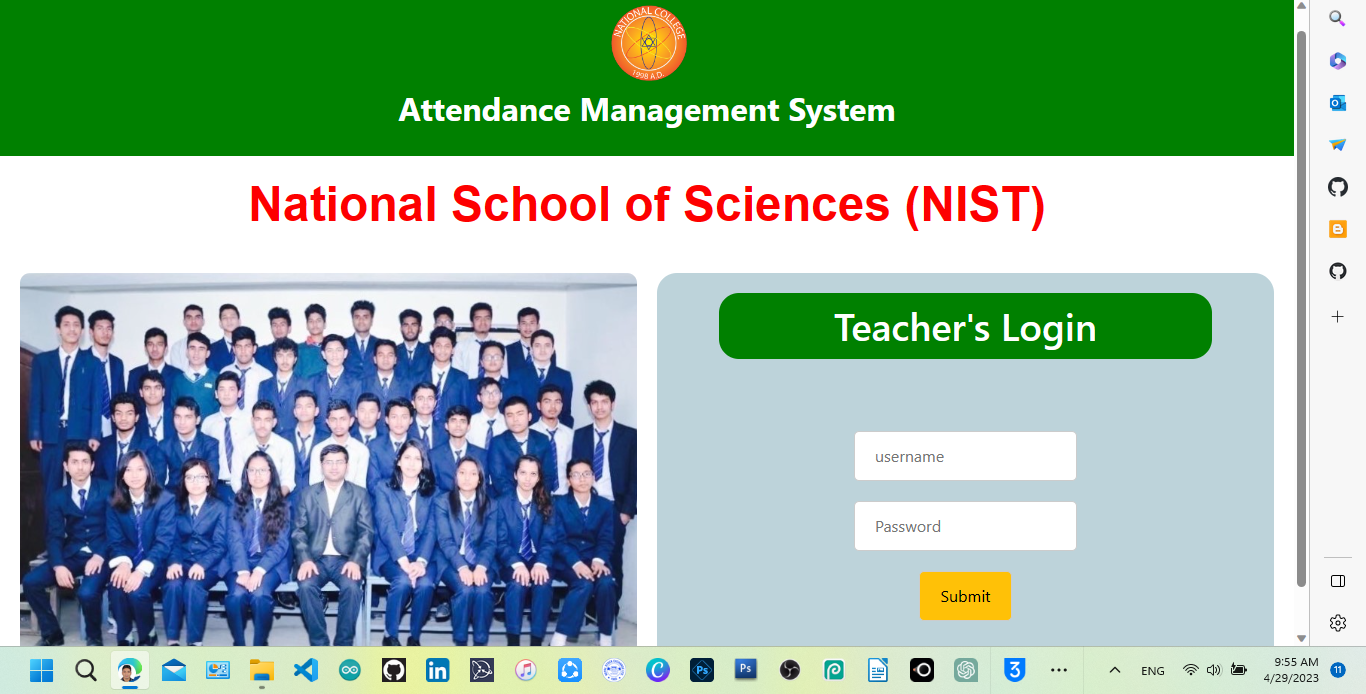 NATIONAL COLLEGE
1998 A.D.
Attendance Management System
National School of Sciences (NIST)
Teacher's Login
username
Password
Submit
ENG
9:55 AM
4/29/2023
11